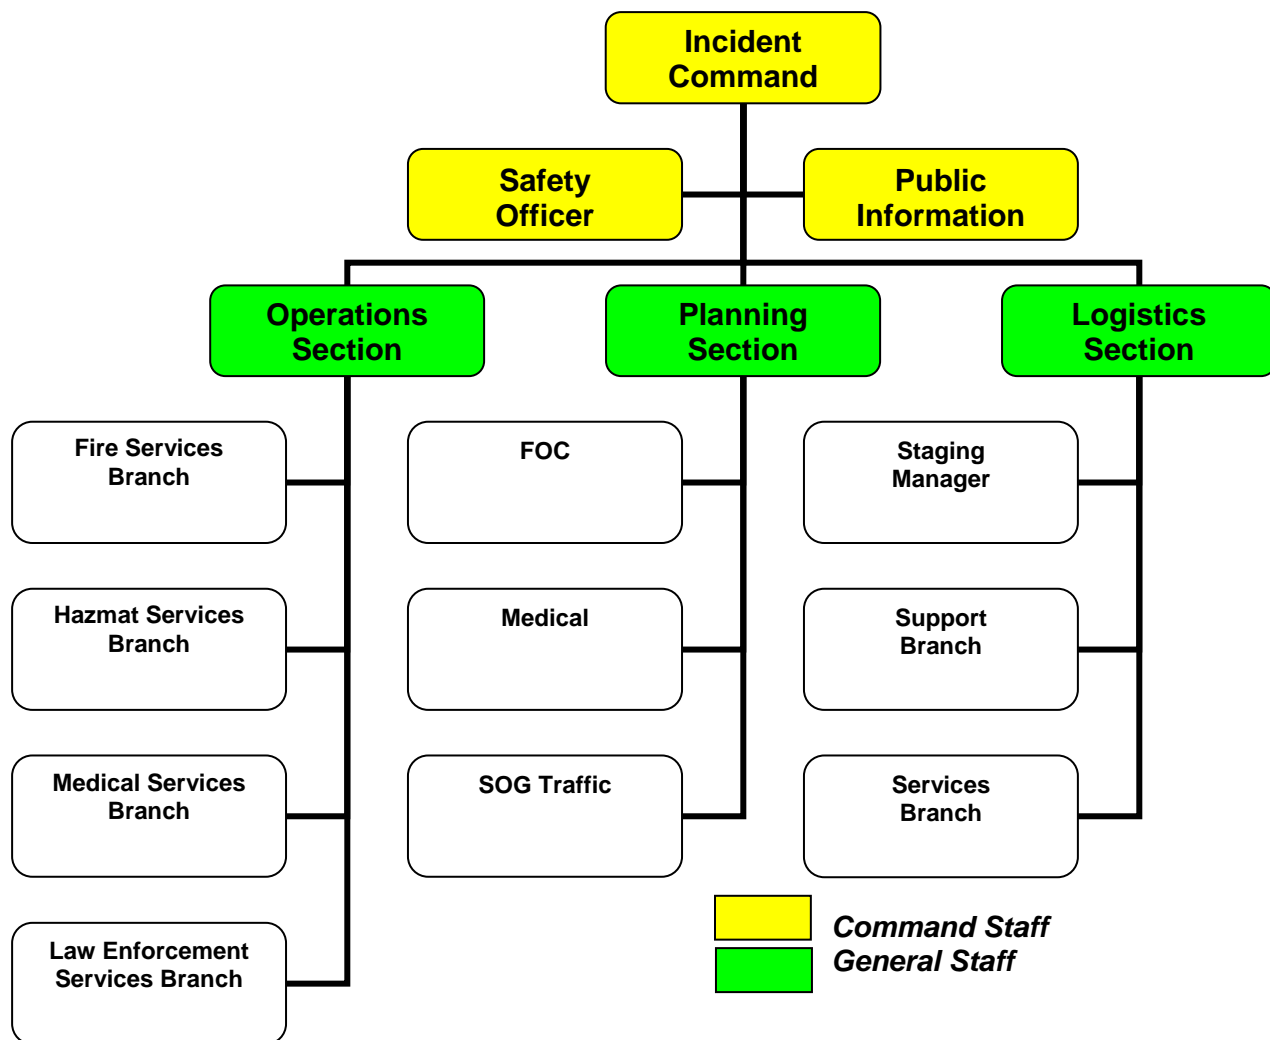 Incident
Command
Safety
Officer
Public
Information
Operations
Section
Planning
Section
Logistics
Section
Fire Services
Branch
FOC
Staging
Manager
Hazmat Services
Branch
Medical
Support
Branch
Medical Services
Branch
SOG Traffic
Services
Branch
Law Enforcement
Services Branch
Command Staff
General Staff